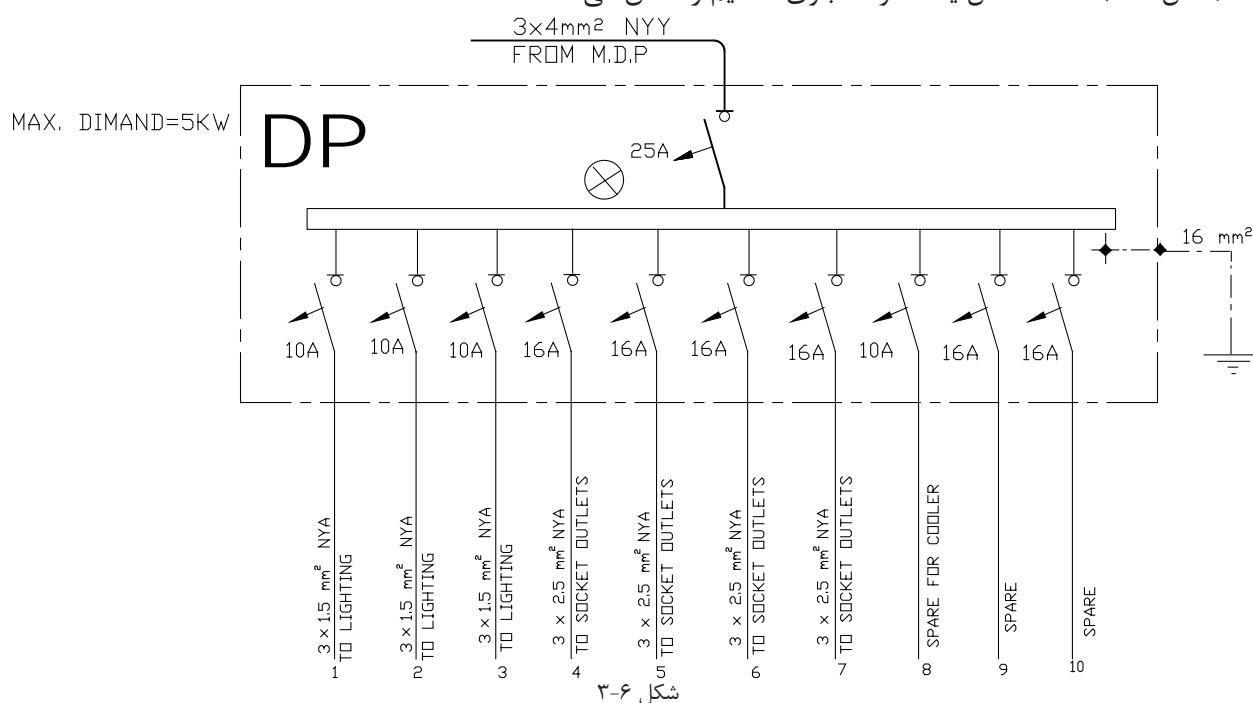 3x4mm² NYY
FROM M.D.P
MAX. DIMAND=5KW
DP
25A
16 mm²
10A
10A
10A
16A
16A
16A
16A
10A
16A
16A
3 x 1.5 mm² NYA
TO LIGHTING
3 x 1.5 mm² NYA
TO LIGHTING
3 x 1.5 mm² NYA
TO LIGHTING
3 x 2.5 mm² NYA
TO SOCKET OUTLETS
3 x 2.5 mm² NYA
TO SOCKET OUTLETS
3 x 2.5 mm² NYA
TO SOCKET OUTLETS
3 x 2.5 mm² NYA
TO SOCKET OUTLETS
SPARE FOR COOLER
SPARE
SPARE
1
2
3
4
5
6
7
8
9
10
شکل ۶-۳